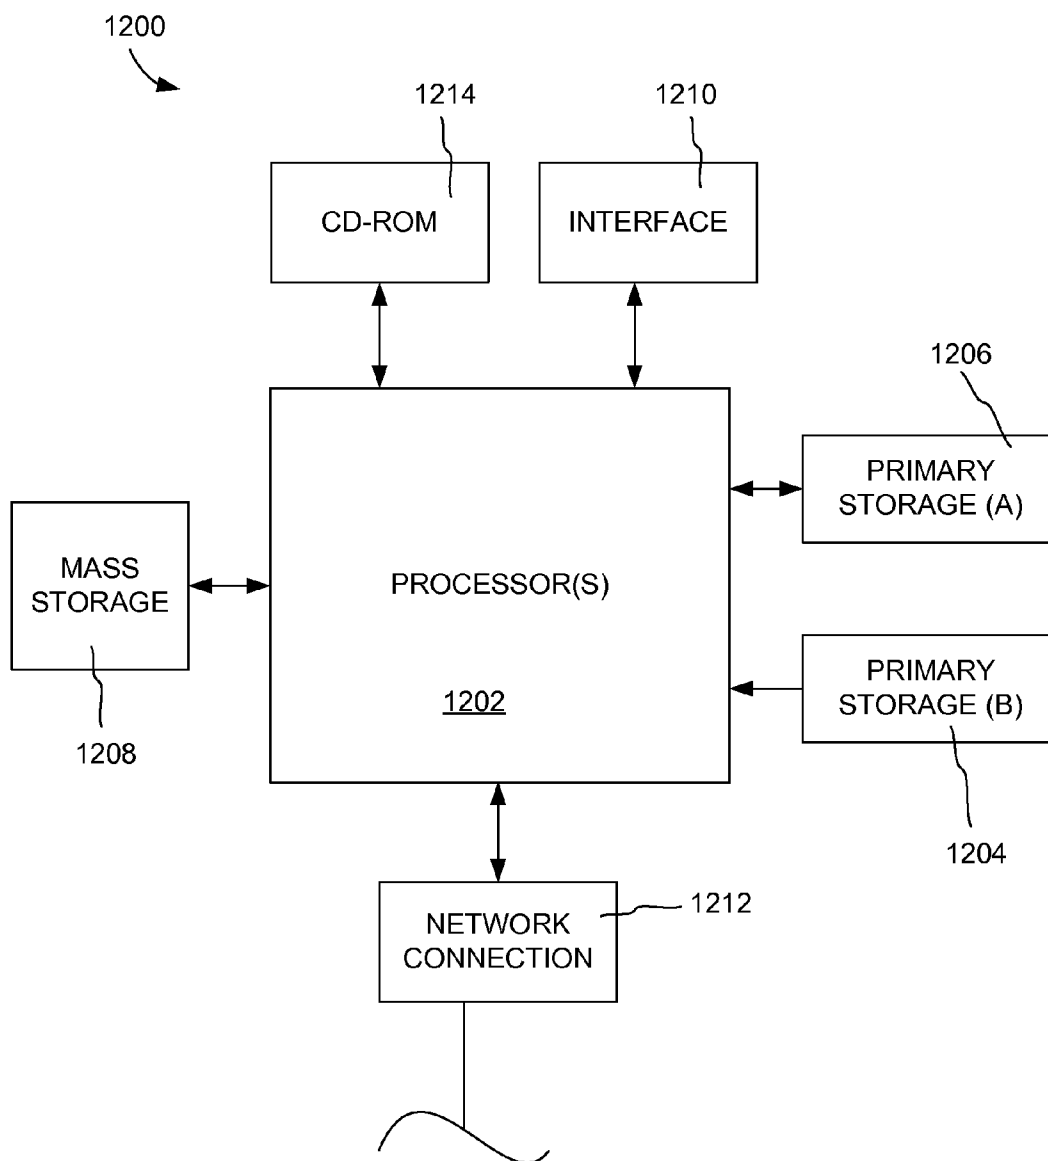 1200
1214
1210
CD-ROM
INTERFACE
1206
PRIMARY
STORAGE (A)
MASS
STORAGE
PROCESSOR(S)
1202
PRIMARY
STORAGE (B)
1208
1204
NETWORK
CONNECTION
1212